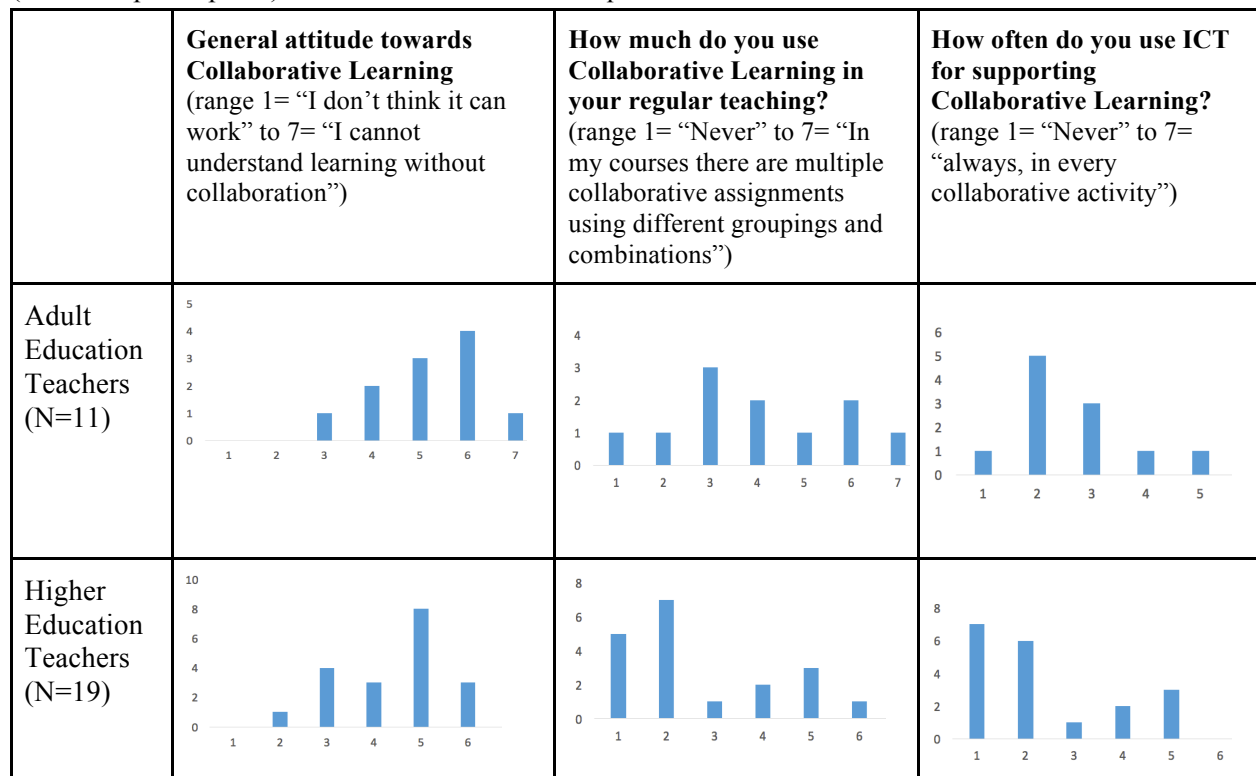 General attitude towards
Collaborative Learning
(range 1= “I don’t think it can
work” to 7= “I cannot
understand learning without
collaboration”)
How much do you use
Collaborative Learning in
your regular teaching?
(range 1= “Never” to 7= “In
my courses there are multiple
collaborative assignments
using different groupings and
combinations”)
How often do you use ICT
for supporting
Collaborative Learning?
(range 1= “Never” to 7=
“always, in every
collaborative activity”)
Adult
Education
Teachers
(N=11)
5
4
3
2
1
0
1 2 3 4 5 6 7
4
3
2
1
0
1 2 3 4 5 6 7
6
5
4
3
2
1
0
1 2 3 4 5
Higher
Education
Teachers
(N=19)
10
8
6
4
2
0
1 2 3 4 5 6
8
6
4
2
0
1 2 3 4 5 6
8
6
4
2
0
1 2 3 4 5 6